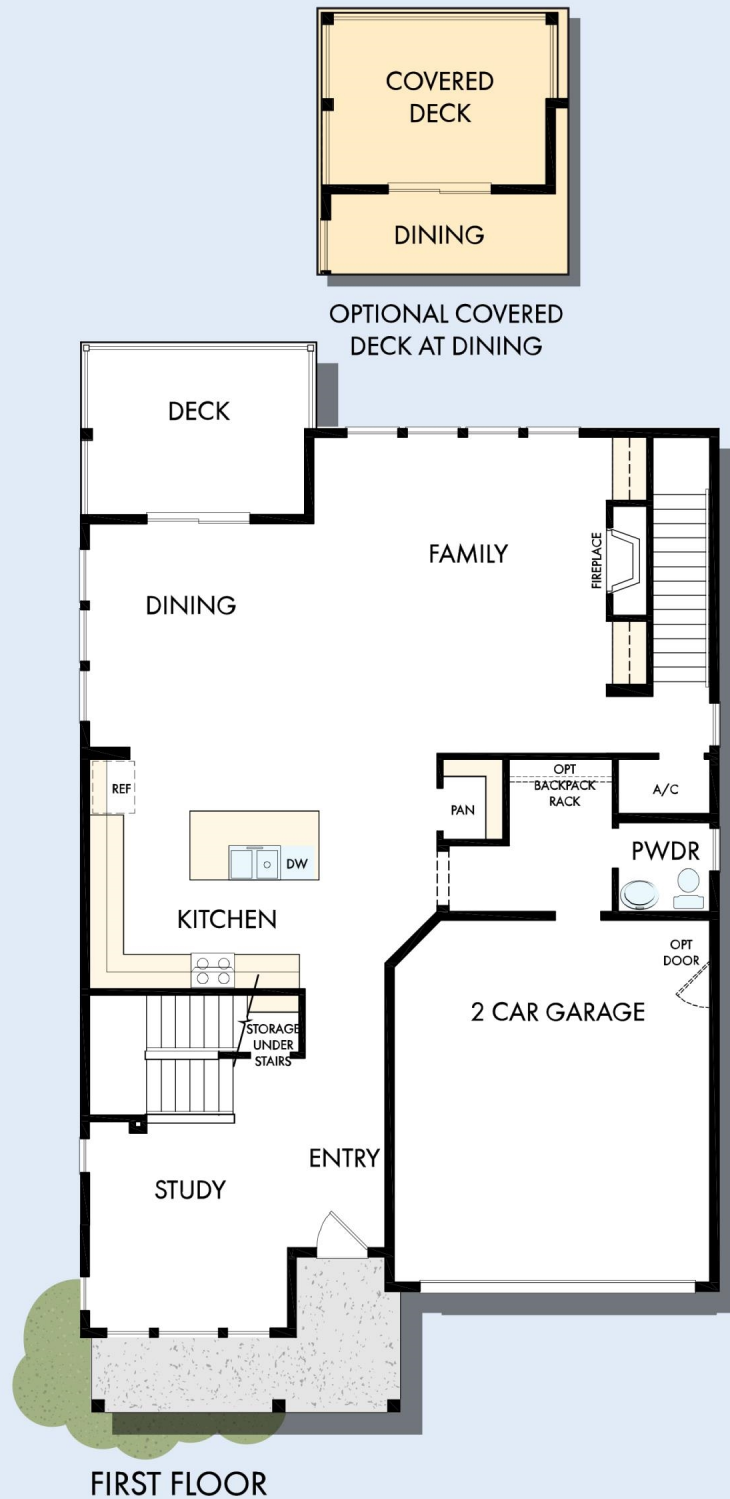 COVERED
DECK
DINING
OPTIONAL COVERED
DECK AT DINING
DECK
FAMILY
FIREPLACE
DINING
REF
PAN
OPT
BACKPACK
RACK
A/C
PWDR
DW
KITCHEN
OPT
DOOR
2 CAR GARAGE
STORAGE
UNDER
STAIRS
ENTRY
STUDY
FIRST FLOOR